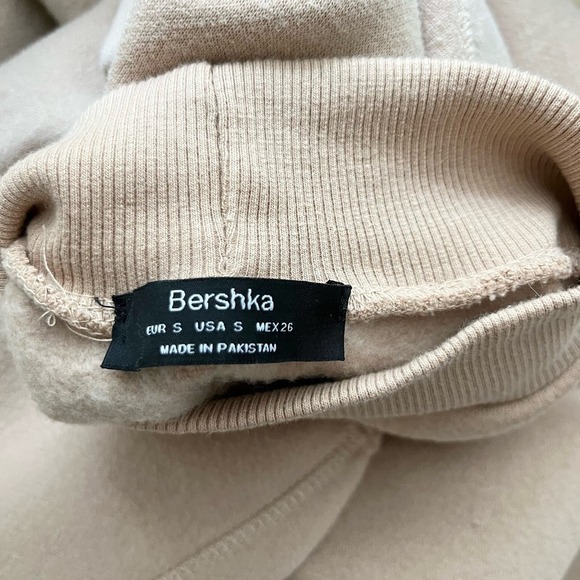 Bershka
EUR S USA S MEX 26
MADE IN PAKISTAN